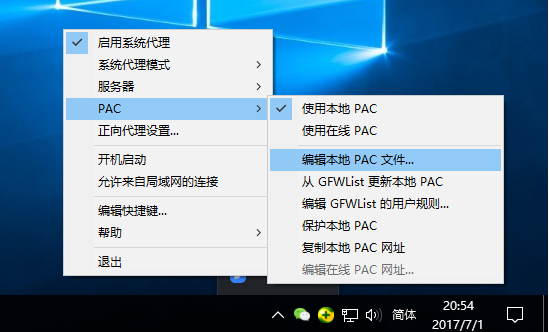 启用系统代理
系统代理模式
服务器
PAC
正向代理设置...
开机启动
允许来自局域网的连接
编辑快捷键...
帮助
退出
使用本地 PAC
使用在线 PAC
编辑本地 PAC 文件...
从 GFWList 更新本地 PAC
编辑 GFWList 的用户规则...
保护本地 PAC
复制本地 PAC 网址
编辑在线 PAC 网址...
简体
20:54
2017/7/1